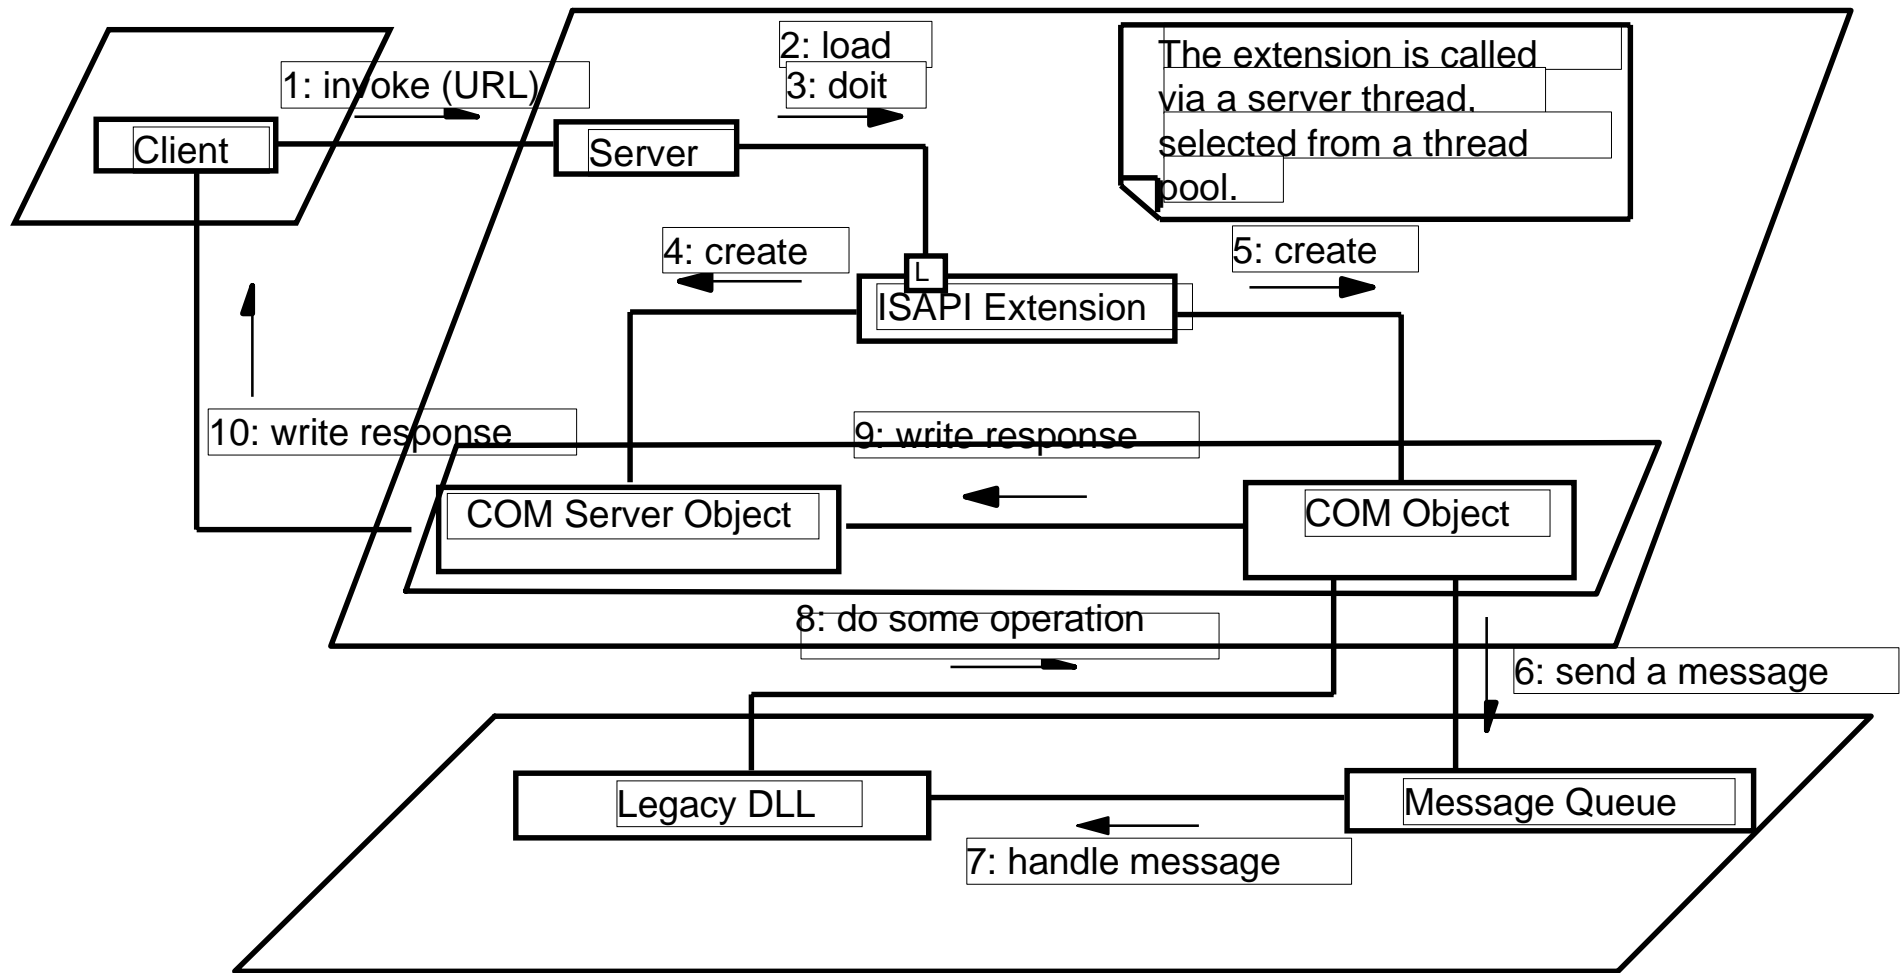 2: load
1: invoke (URL)
3: doit
The extension is called
via a server thread,
selected from a thread
pool.
Client
Server
4: create
5: create
L
ISAPI Extension
10: write response
9: write response
COM Server Object
COM Object
8: do some operation
6: send a message
Legacy DLL
Message Queue
7: handle message